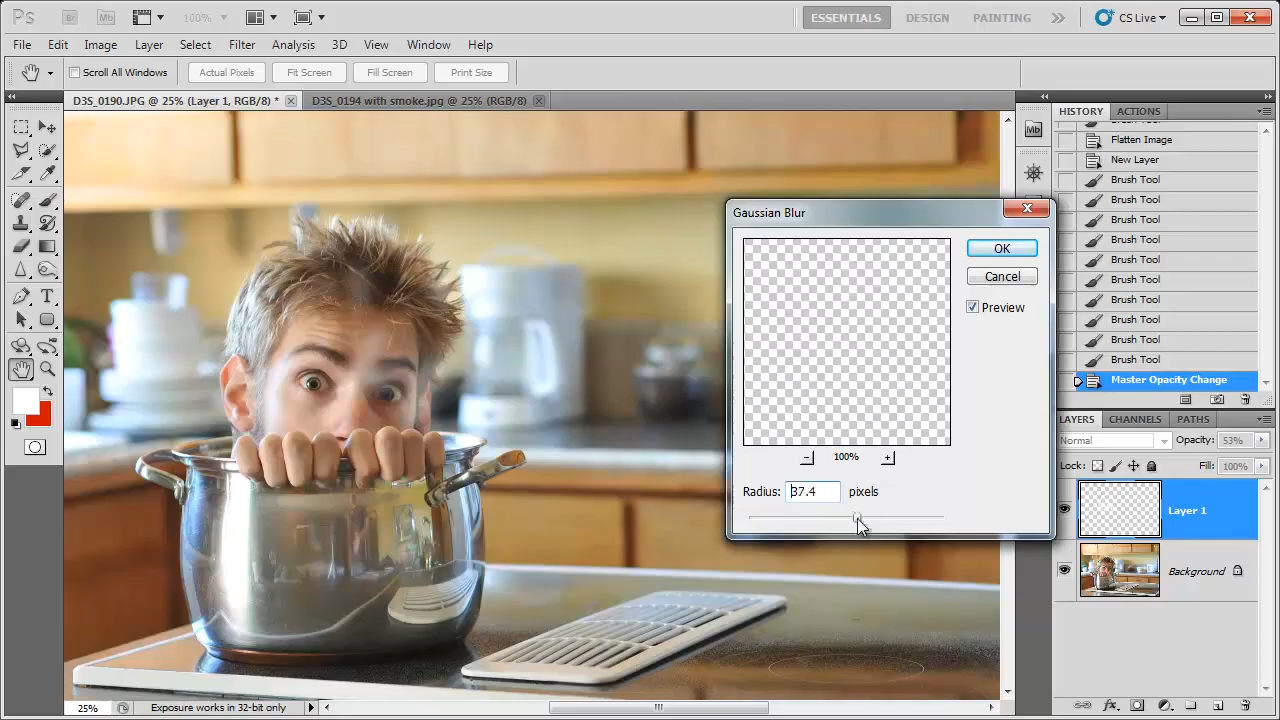 Ps Br Mb 100% ESSENTIALS DESIGN PAINTING CS Live
File Edit Image Layer Select Filter Analysis 3D View Window Help
Scroll All Windows Actual Pixels Fit Screen Fill Screen Print Size
D3S_0190.JPG @ 25% (Layer 1, RGB/8) * D3S_0194 with smoke.jpg @ 25% (RGB/8)
HISTORY ACTIONS
Mb
Brush Tool
Flatten Image
New Layer
Brush Tool
Brush Tool
Brush Tool
Brush Tool
Brush Tool
Brush Tool
Brush Tool
Brush Tool
Brush Tool
Brush Tool
Master Opacity Change
Gaussian Blur
OK
Cancel
Preview
100%
Radius: 37.4 pixels
LAYERS CHANNELS PATHS
Normal Opacity: 53%
Lock: Fill: 100%
Layer 1
Background
25% Exposure works in 32-bit only